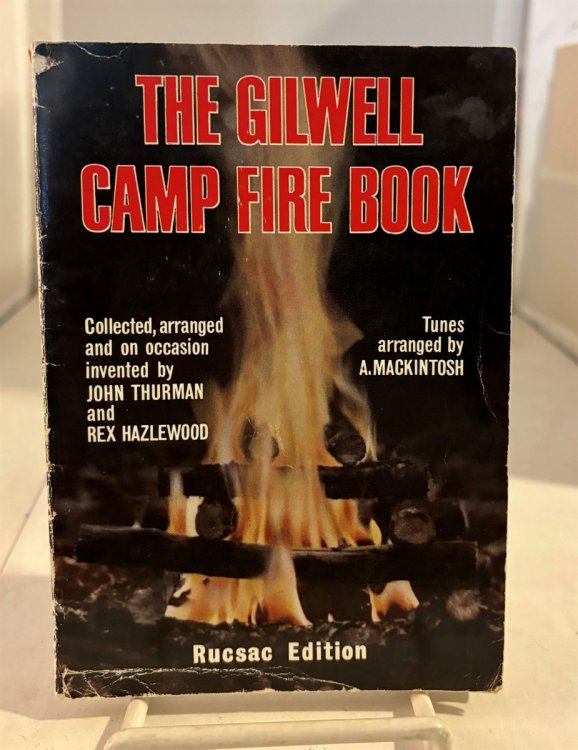 THE GILWELL
CAMP FIRE BOOK
Collected, arranged
and on occasion
invented by
JOHN THURMAN
and
REX HAZLEWOOD
Tunes
arranged by
A.MACKINTOSH
Rucsac Edition